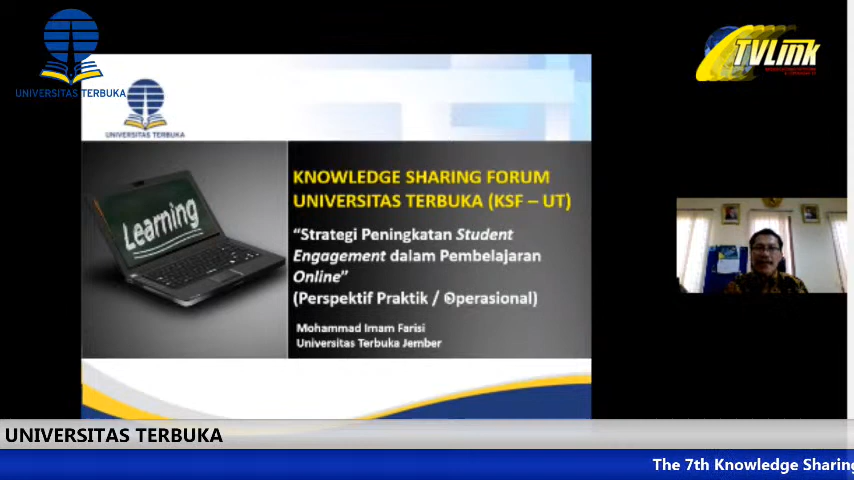 UNIVERSITAS TERBUKA
TVLink
UNIVERSITAS TERBUKA
Learning
KNOWLEDGE SHARING FORUM
UNIVERSITAS TERBUKA (KSF – UT)
“Strategi Peningkatan Student
Engagement dalam Pembelajaran
Online”
(Perspektif Praktik / Operasional)
Mohammad Imam Farisi
Universitas Terbuka Jember
UNIVERSITAS TERBUKA
The 7th Knowledge Sharing